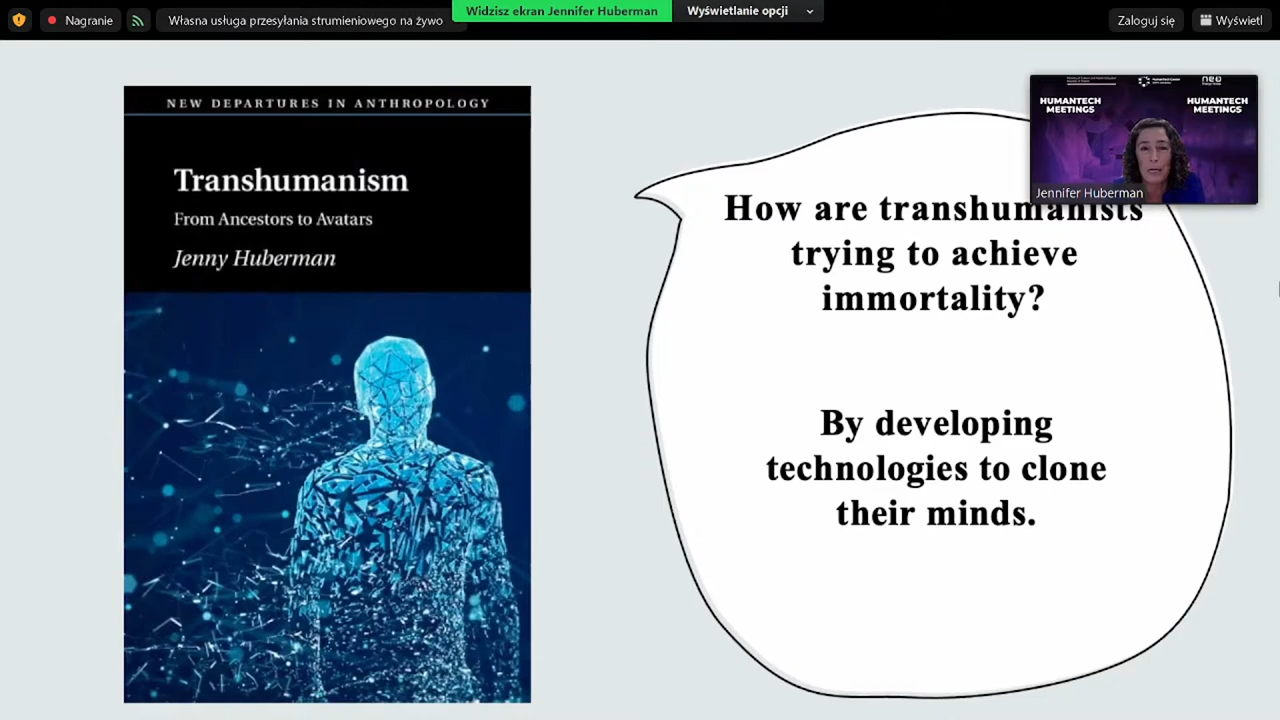 Nagranie
Własna usługa przesyłania strumieniowego na żywo
Widzisz ekran Jennifer Huberman
Wyświetlanie opcji
Zaloguj się
Wyświetl
NEW DEPARTURES IN ANTHROPOLOGY
Transhumanism
From Ancestors to Avatars
Jenny Huberman
HUMANTECH
MEETINGS
HUMANTECH
MEETINGS
Jennifer Huberman
How are transhumanists
trying to achieve
immortality?
By developing
technologies to clone
their minds.